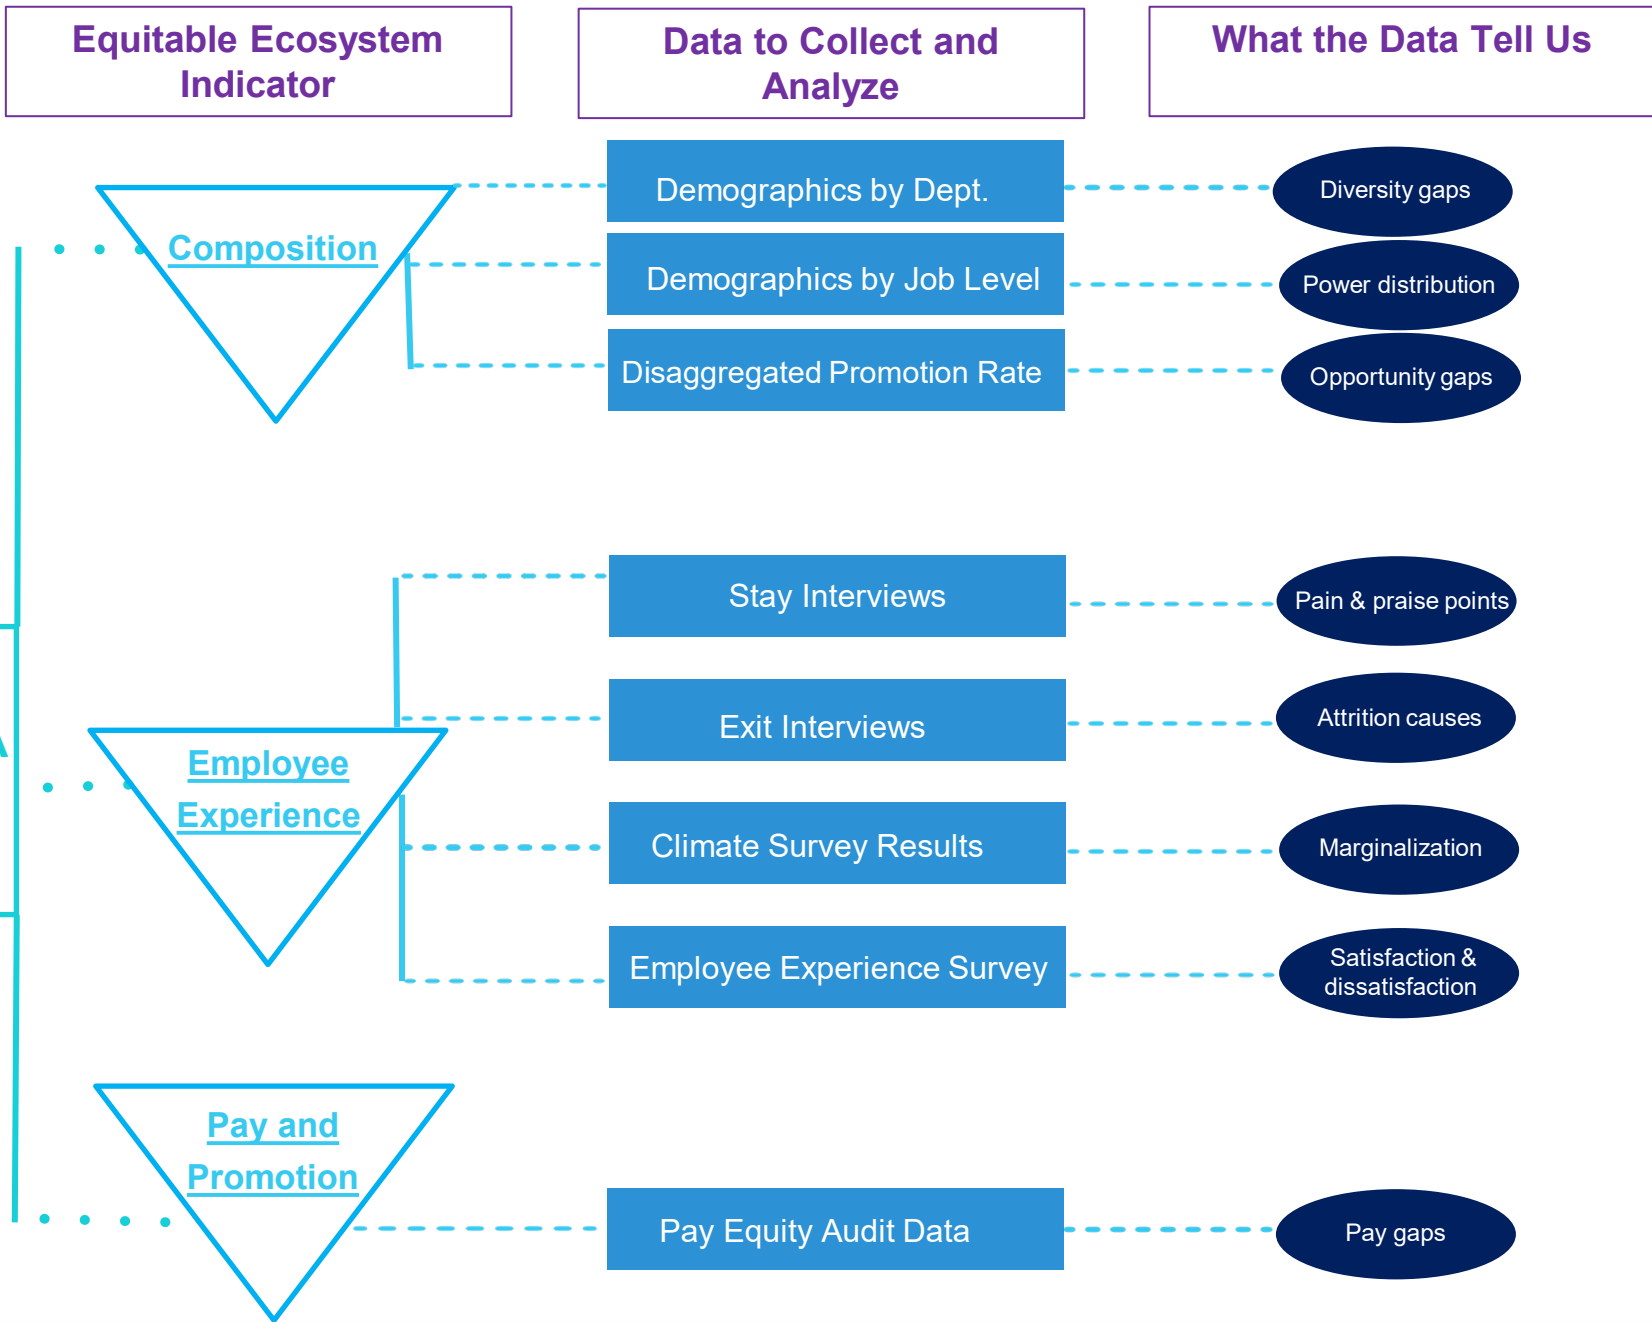 Equitable Ecosystem
Indicator
Data to Collect and
Analyze
What the Data Tell Us
Composition
Demographics by Dept.
Diversity gaps
Demographics by Job Level
Power distribution
Disaggregated Promotion Rate
Opportunity gaps
Employee
Experience
Stay Interviews
Pain & praise points
Exit Interviews
Attrition causes
Climate Survey Results
Marginalization
Employee Experience Survey
Satisfaction &
dissatisfaction
Pay and
Promotion
Pay Equity Audit Data
Pay gaps